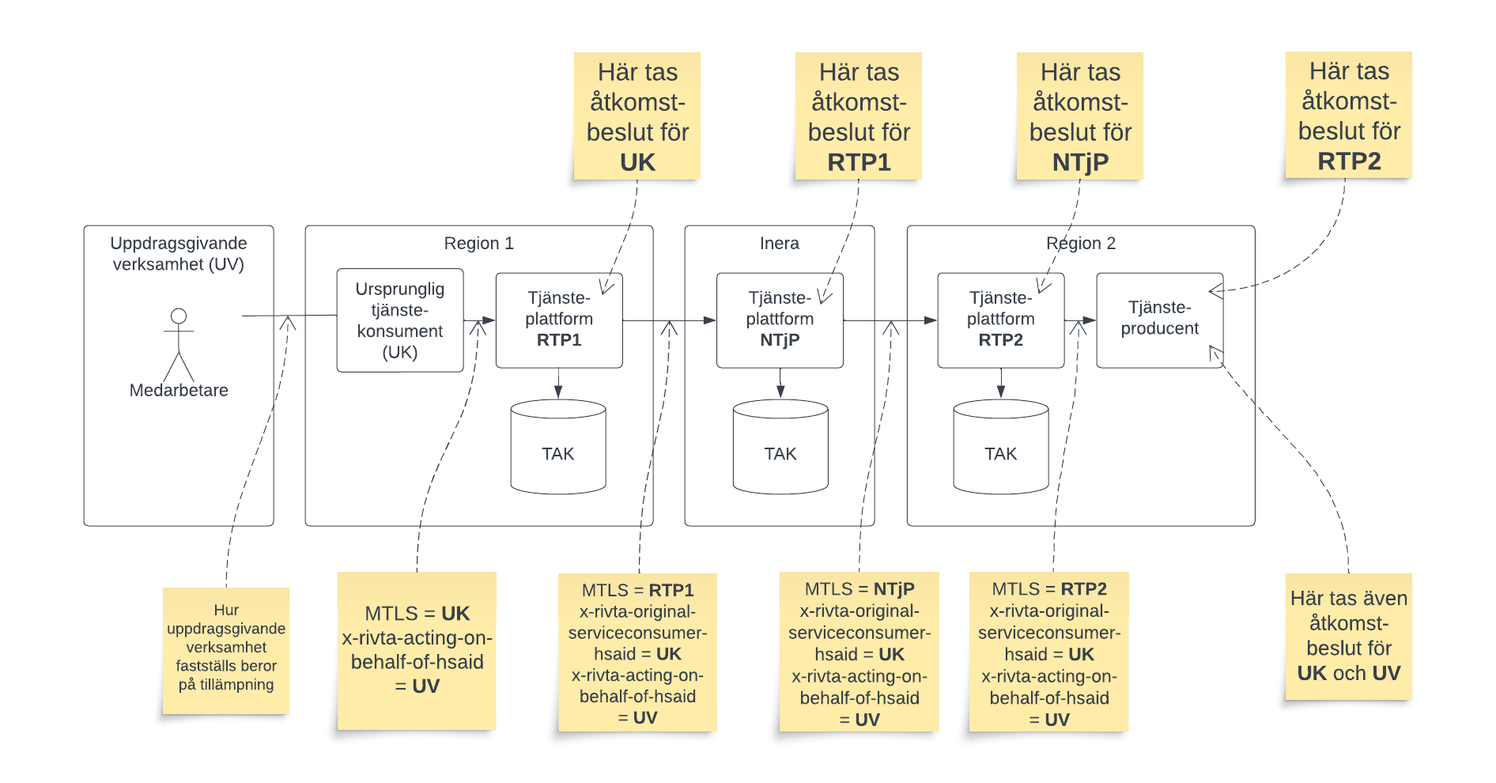 Här tas
åtkomst-
beslut för
UK
Här tas
åtkomst-
beslut för
RTP1
Här tas
åtkomst-
beslut för
NTjP
Här tas
åtkomst-
beslut för
RTP2
Uppdragsgivande
verksamhet (UV)
Medarbetare
Region 1
Ursprunglig
tjänste-
konsument
(UK)
Tjänste-
plattform
RTP1
TAK
Inera
Tjänste-
plattform
NTjP
TAK
Region 2
Tjänste-
plattform
RTP2
TAK
Tjänste-
producent
Hur
uppdragsgivande
verksamhet
fastställs beror
på tillämpning
MTLS = UK
x-rivta-acting-on-
behalf-of-hsaid
= UV
MTLS = RTP1
x-rivta-original-
serviceconsumer-
hsaid = UK
x-rivta-acting-on-
behalf-of-hsaid
= UV
MTLS = NTjP
x-rivta-original-
serviceconsumer-
hsaid = UK
x-rivta-acting-on-
behalf-of-hsaid
= UV
MTLS = RTP2
x-rivta-original-
serviceconsumer-
hsaid = UK
x-rivta-acting-on-
behalf-of-hsaid
= UV
Här tas även
åtkomst-
beslut för
UK och UV